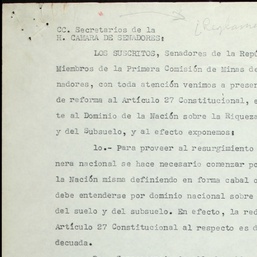 CC. Secretarios de la
H. CAMARA DE SENADORES:
LOS SUSCRITOS, Senadores de la Repú
Miembros de la Primera Comisión de Minas de
nadores, con toda atención venimos a presen
de reforma al Artículo 27 Constitucional, e
te al Dominio de la Nación sobre la Riqueza
y del Subsuelo, y al efecto exponemos:
1o.- Para proveer al resurgimiento
nera nacional se hace necesario comenzar po
la Nación misma definiendo en forma cabal q
debe entenderse por dominio nacional sobre
del suelo y del subsuelo. En efecto, la red
Artículo 27 Constitucional al respecto es d
decuada.